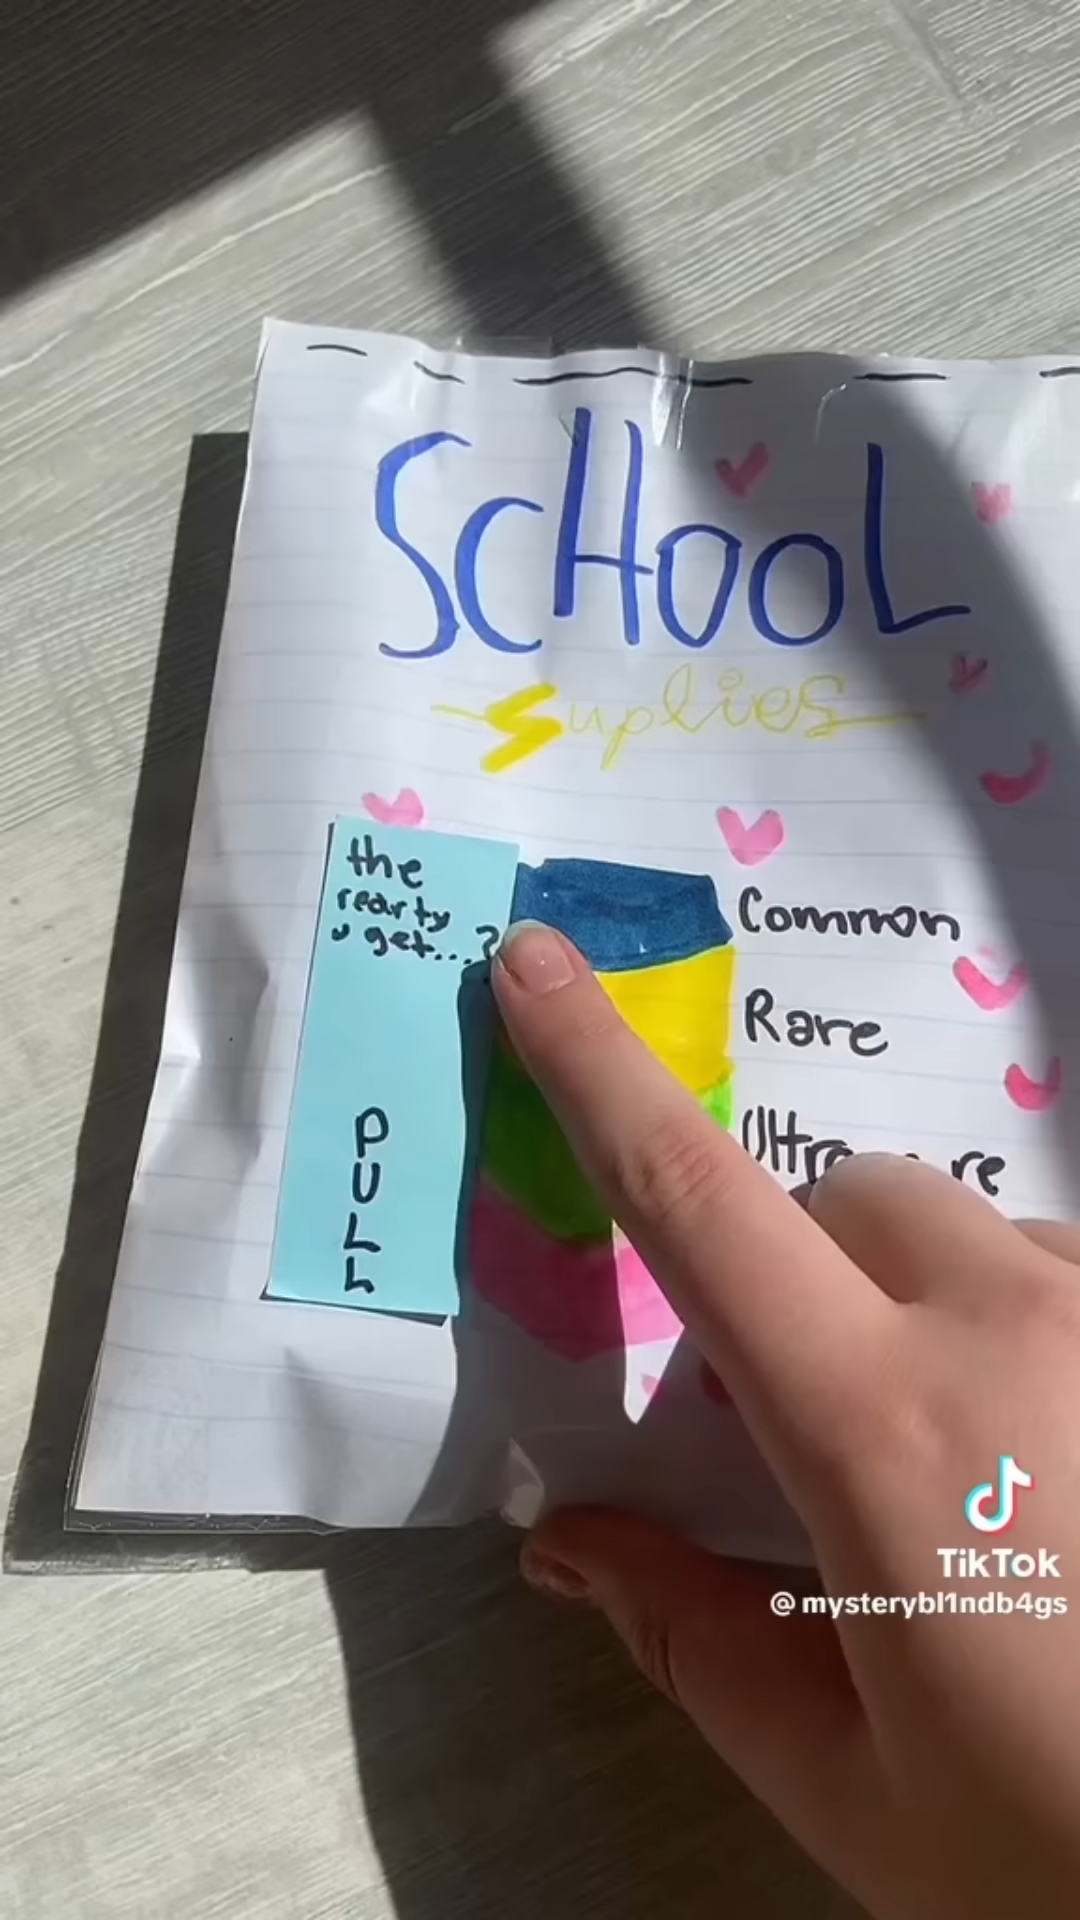 SCHOOL
Suplies
the
rearty
u get...?
PULL
Common
Rare
TikTok
@mysterybl1ndb4gs